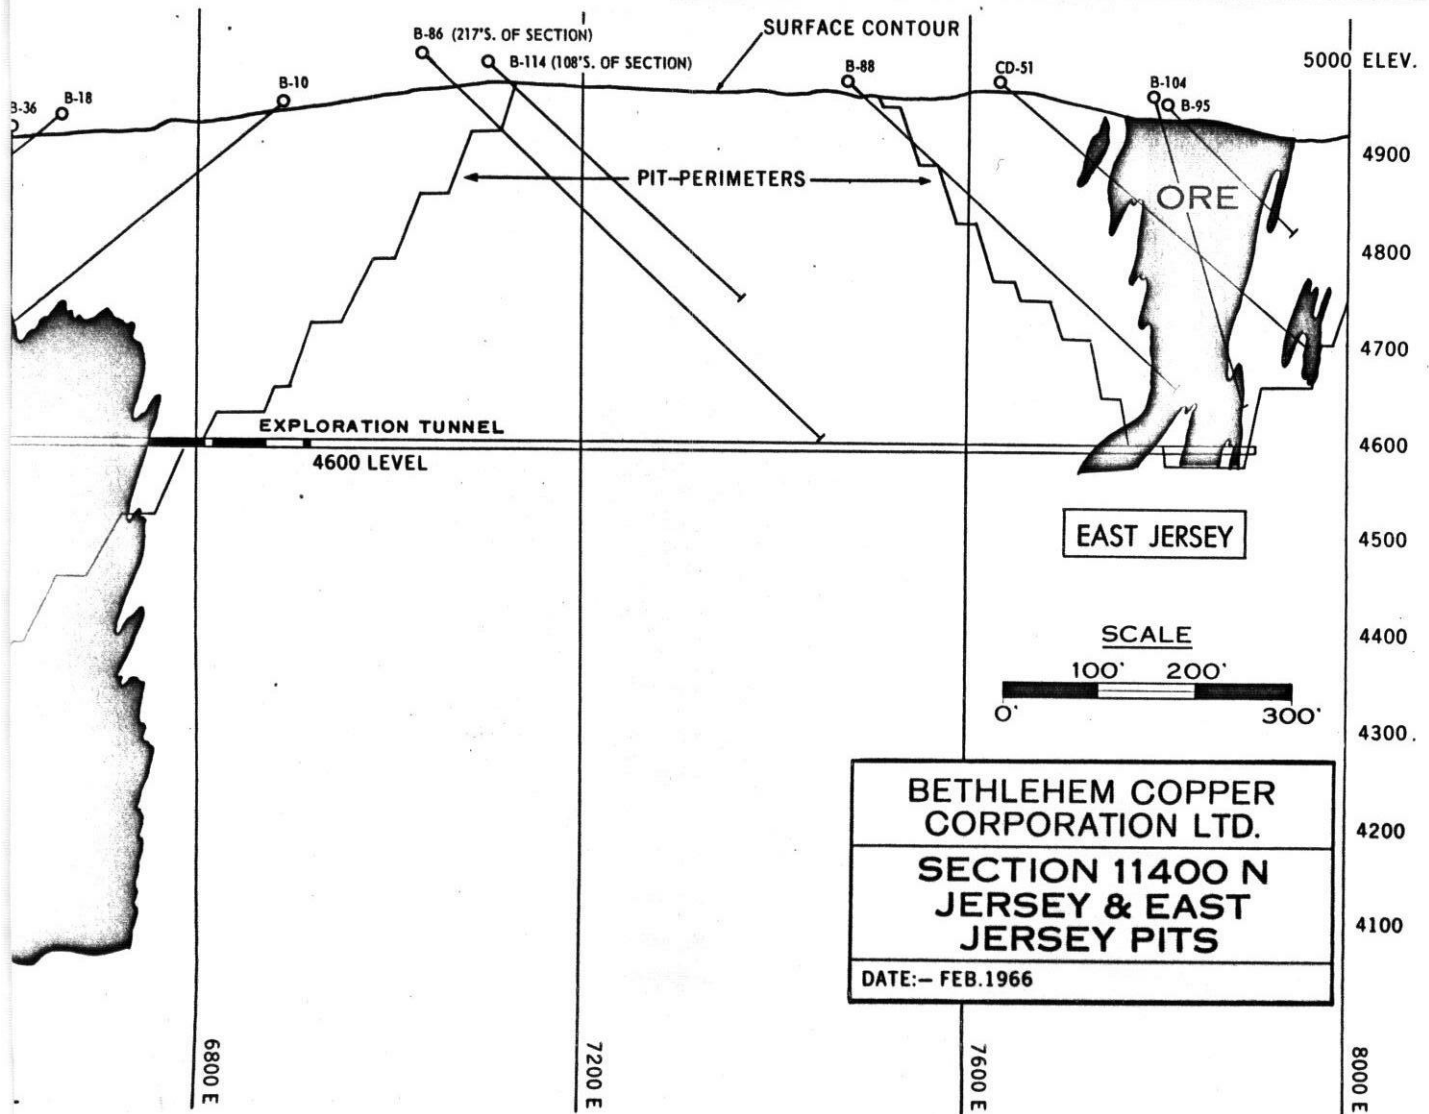 B-86 (217'S. OF SECTION)
SURFACE CONTOUR
B-114 (108'S. OF SECTION)
5000 ELEV.
B-10
B-88
CD-51
B-104
B-95
B-36
B-18
4900
PIT PERIMETERS
ORE
4800
4700
EXPLORATION TUNNEL
4600 LEVEL
4600
EAST JERSEY
4500
SCALE
4400
100' 200'
0' 300'
4300
BETHLEHEM COPPER
CORPORATION LTD.
4200
SECTION 11400 N
JERSEY & EAST
JERSEY PITS
4100
DATE:- FEB.1966
6800 E
7200 E
7600 E
8000 E